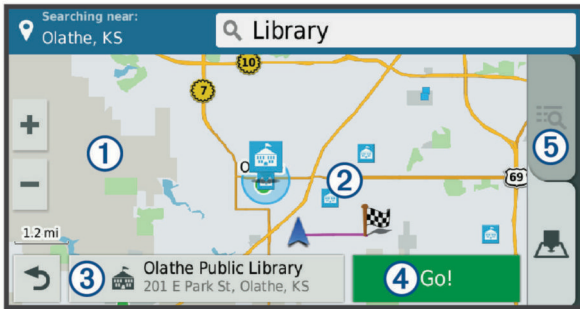 Searching near:
Olathe, KS
Library
10
7
1
5
O
2
69
1.2 mi
3
Olathe Public Library
201 E Park St, Olathe, KS
4
Go!